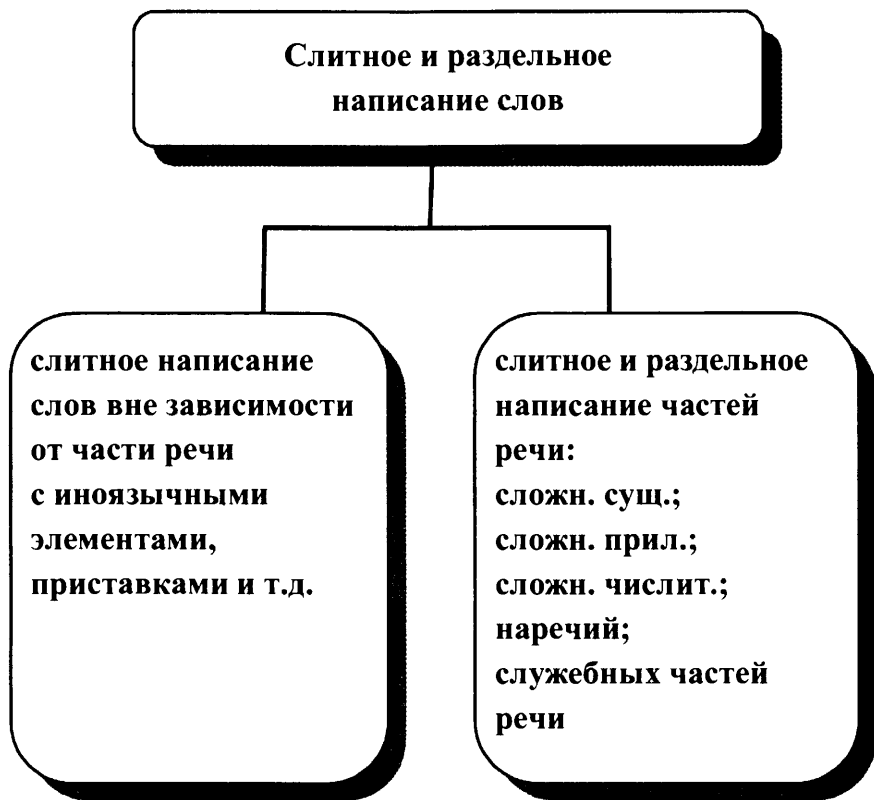 Слитное и раздельное
написание слов
слитное написание
слов вне зависимости
от части речи
с иноязычными
элементами,
приставками и т.д.
слитное и раздельное
написание частей
речи:
сложн. сущ.;
сложн. прил.;
сложн. числит.;
наречий;
служебных частей
речи